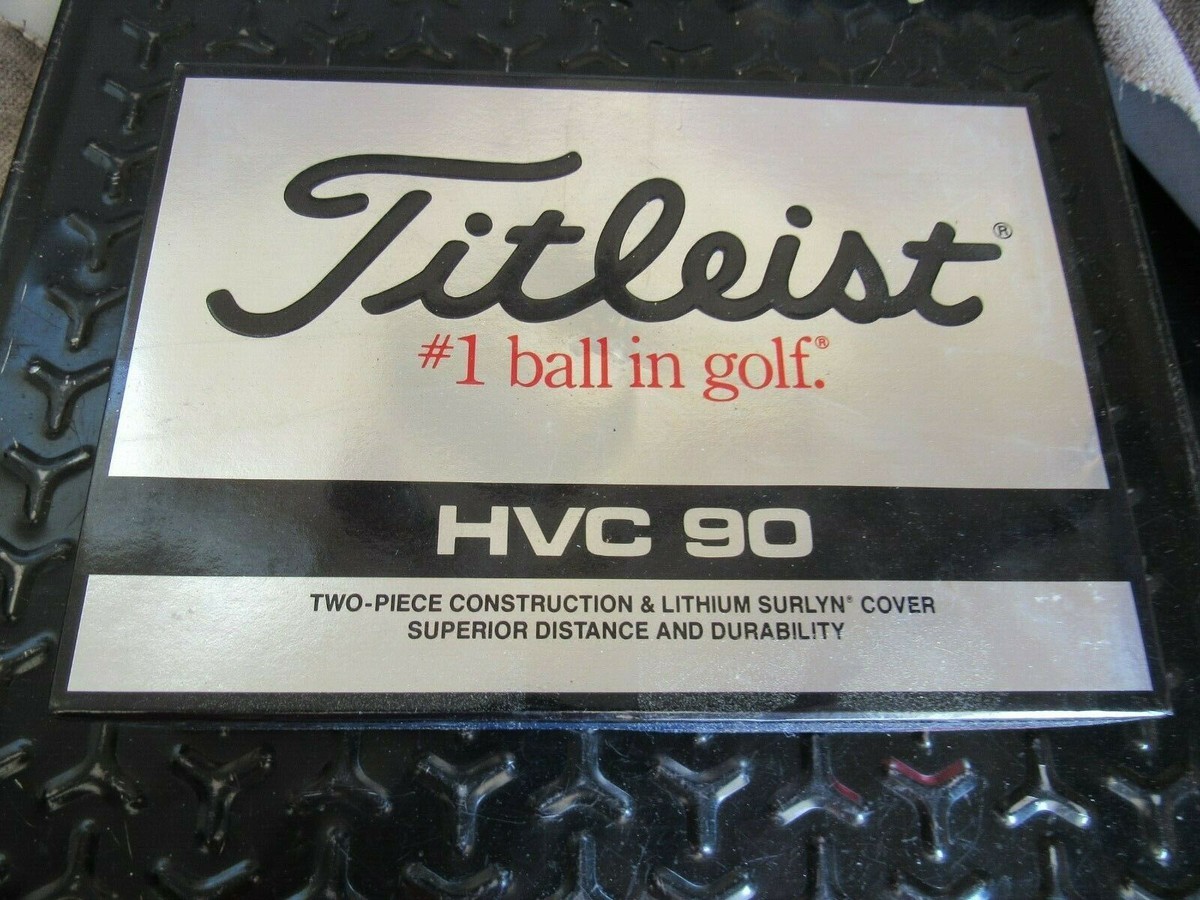 Titleist®
#1 ball in golf.®
HVC 90
TWO-PIECE CONSTRUCTION & LITHIUM SURLYN® COVER
SUPERIOR DISTANCE AND DURABILITY